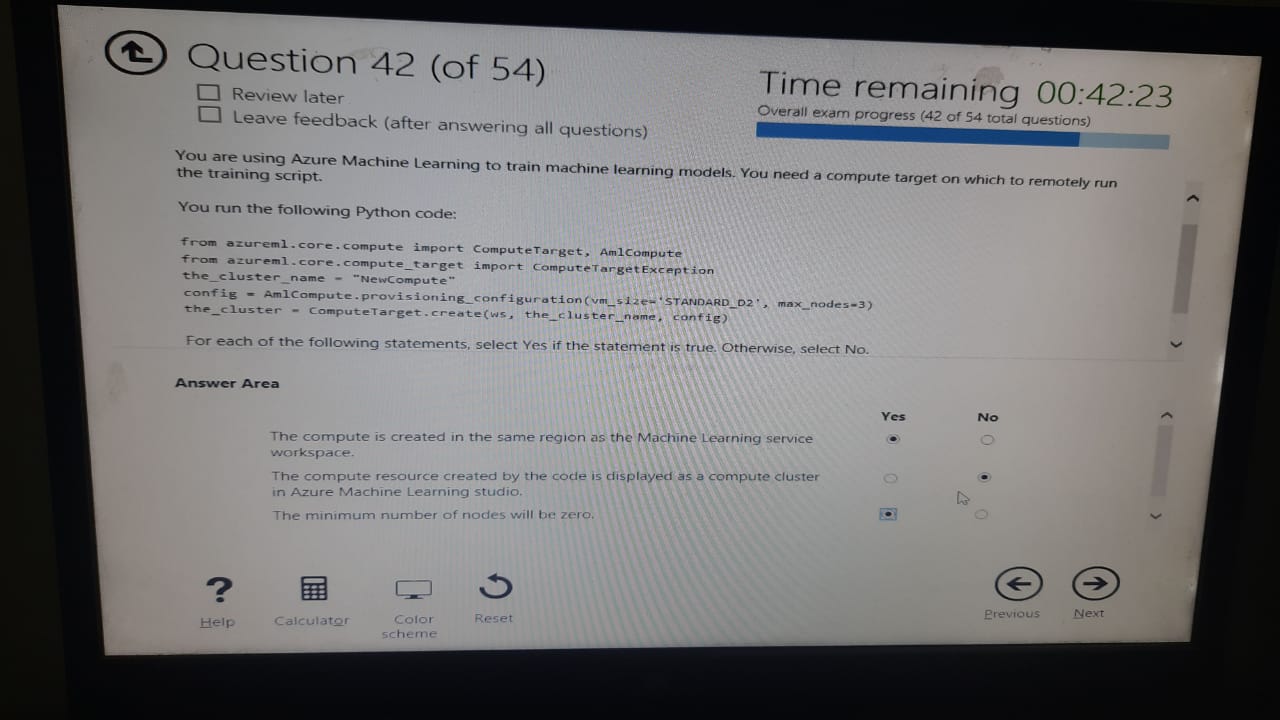 Question 42 (of 54)
Review later
Leave feedback (after answering all questions)
Time remaining 00:42:23
Overall exam progress (42 of 54 total questions)
You are using Azure Machine Learning to train machine learning models. You need a compute target on which to remotely run
the training script.
You run the following Python code:
from azureml.core.compute import ComputeTarget, AmlCompute
from azureml.core.compute_target import ComputeTargetException
the_cluster_name = "NewCompute"
config = AmlCompute.provisioning_configuration(vm_size='STANDARD_D2', max_nodes=3)
the_cluster = ComputeTarget.create(ws, the_cluster_name, config)
For each of the following statements, select Yes if the statement is true. Otherwise, select No.
Answer Area
Yes No
The compute is created in the same region as the Machine Learning service
workspace.
The compute resource created by the code is displayed as a compute cluster
in Azure Machine Learning studio.
The minimum number of nodes will be zero.
Help
Calculator
Color
scheme
Reset
Previous
Next